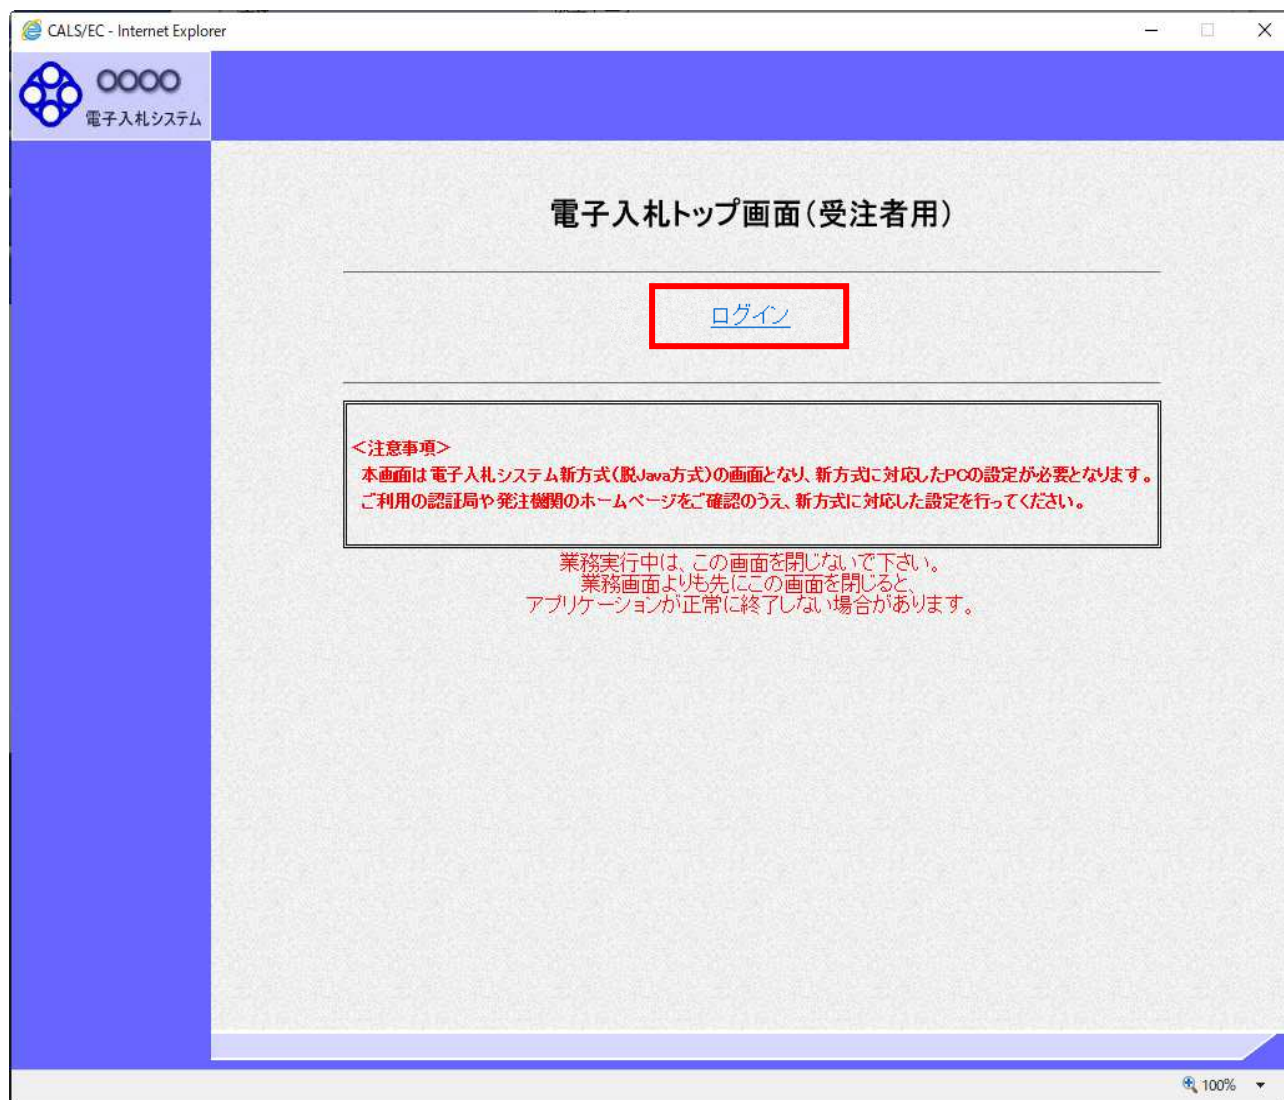 CALS/EC - Internet Explorer
○○○○
電子入札システム
電子入札トップ画面(受注者用)
ログイン
＜注意事項＞
本画面は電子入札システム新方式(脱Java方式)の画面となり、新方式に対応したPCの設定が必要となります。
ご利用の認証局や発注機関のホームページをご確認のうえ、新方式に対応した設定を行ってください。
業務実行中は、この画面を閉じないで下さい。
業務画面よりも先にこの画面を閉じると、
アプリケーションが正常に終了しない場合があります。
100%